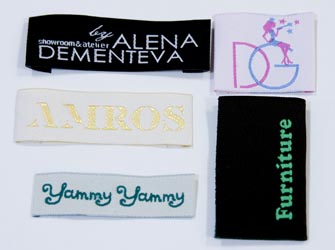 by
showroom & atelier ALENA
DEMENTEVA
DG
AMROS
Yammy Yammy
Furniture